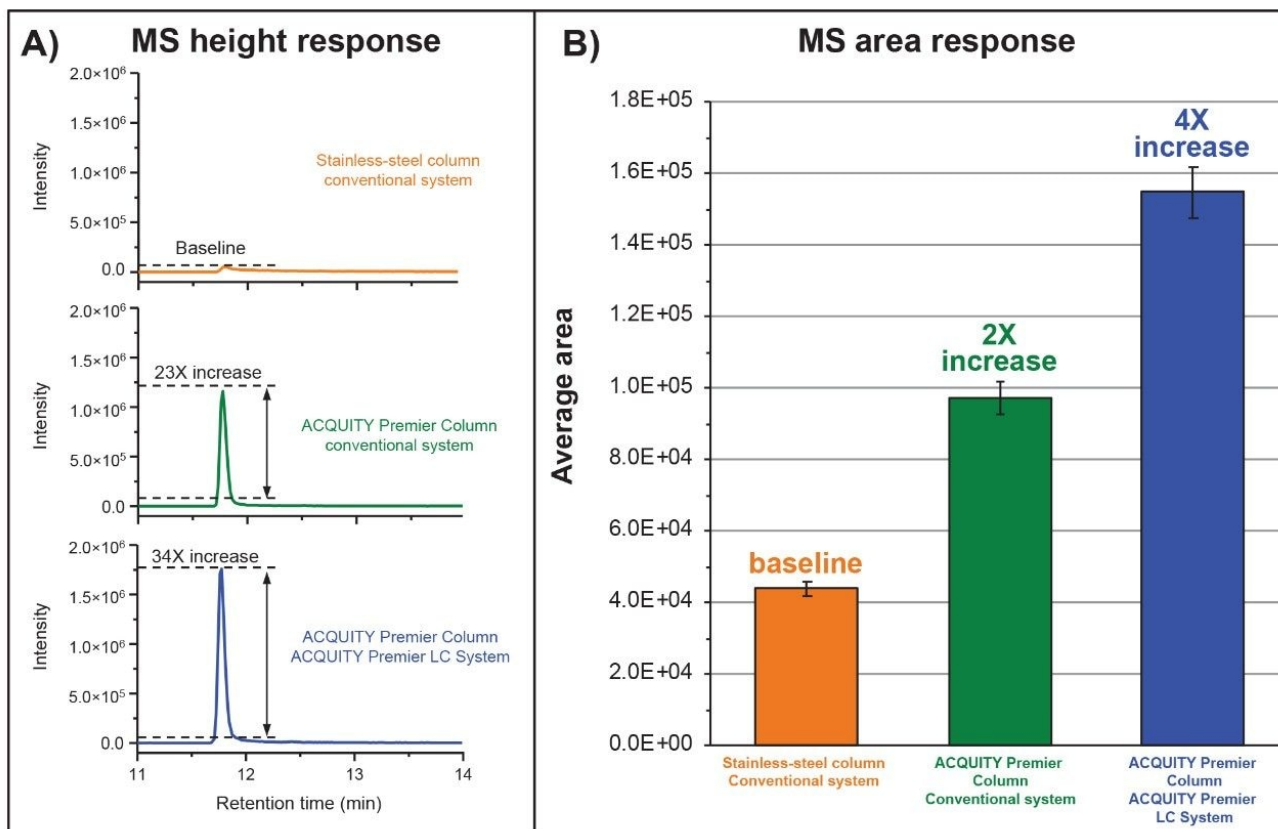 A) MS height response
2.0×10⁶
1.5×10⁶
1.0×10⁶
5.0×10⁵
0.0
Intensity
Stainless-steel column
conventional system
Baseline
2.0×10⁶
1.5×10⁶
1.0×10⁶
5.0×10⁵
0.0
Intensity
23X increase
ACQUITY Premier Column
conventional system
2.0×10⁶
1.5×10⁶
1.0×10⁶
5.0×10⁵
0.0
Intensity
34X increase
ACQUITY Premier Column
ACQUITY Premier LC System
11 12 13 14
Retention time (min)
B) MS area response
1.8E+05
1.6E+05
1.4E+05
1.2E+05
1.0E+05
8.0E+04
6.0E+04
4.0E+04
2.0E+04
0.0E+00
Average area
baseline
2X
increase
4X
increase
Stainless-steel column
Conventional system
ACQUITY Premier
Column
Conventional system
ACQUITY Premier
Column
ACQUITY Premier
LC System